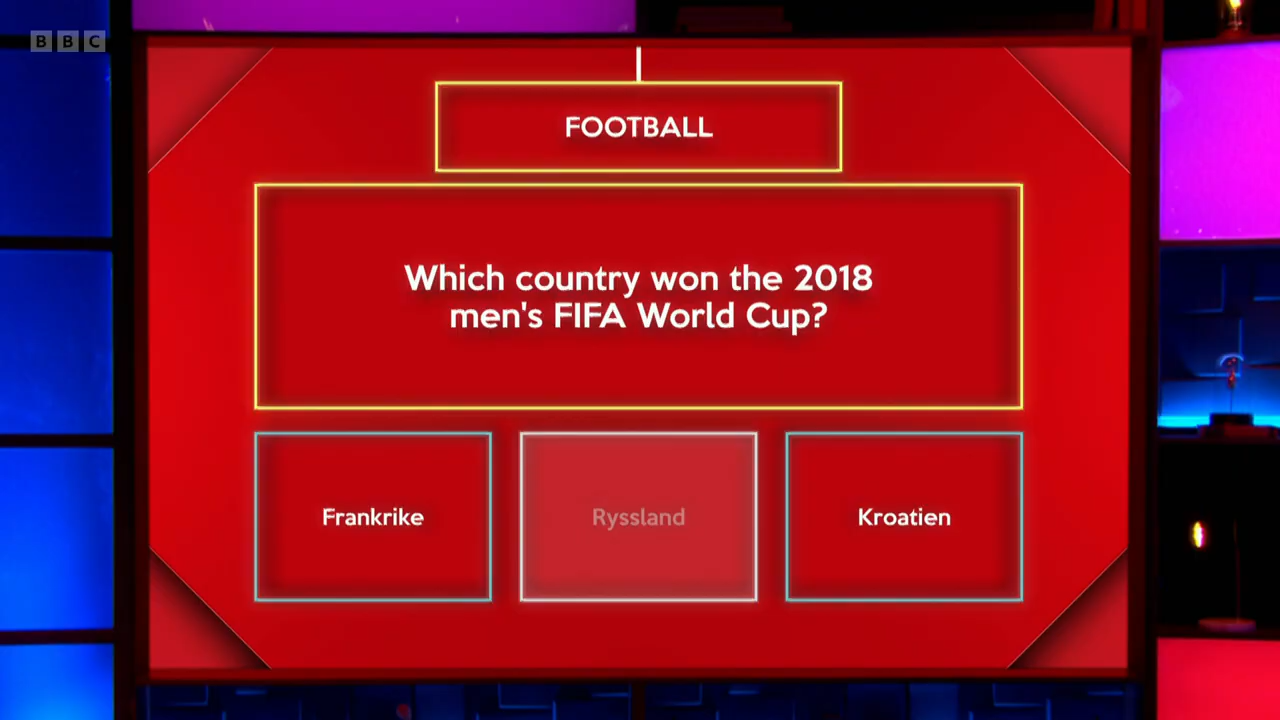 BBC
FOOTBALL
Which country won the 2018
men's FIFA World Cup?
Frankrike
Ryssland
Kroatien